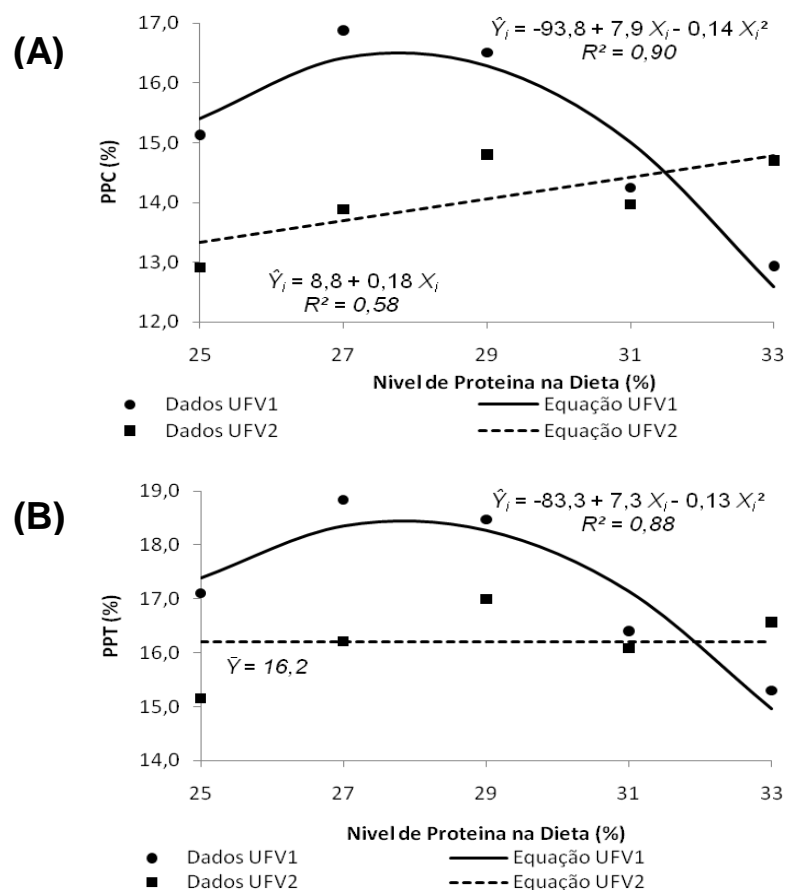 (A)
17,0
16,0
15,0
14,0
13,0
12,0
PPC (%)
Ŷi = -93,8 + 7,9 Xi - 0,14 Xi²
R² = 0,90
Ŷi = 8,8 + 0,18 Xi
R² = 0,58
25 27 29 31 33
Nivel de Proteina na Dieta (%)
Dados UFV1 Equação UFV1
Dados UFV2 Equação UFV2
(B)
19,0
18,0
17,0
16,0
15,0
14,0
PPT (%)
Ŷi = -83,3 + 7,3 Xi - 0,13 Xi²
R² = 0,88
Ȳ = 16,2
25 27 29 31 33
Nivel de Proteina na Dieta (%)
Dados UFV1 Equação UFV1
Dados UFV2 Equação UFV2